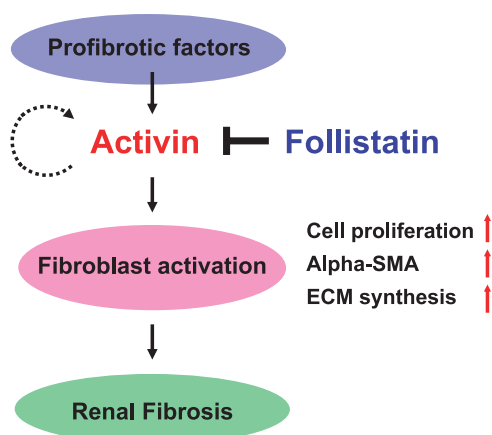 Profibrotic factors
Activin
Follistatin
Fibroblast activation
Cell proliferation
Alpha-SMA
ECM synthesis
Renal Fibrosis